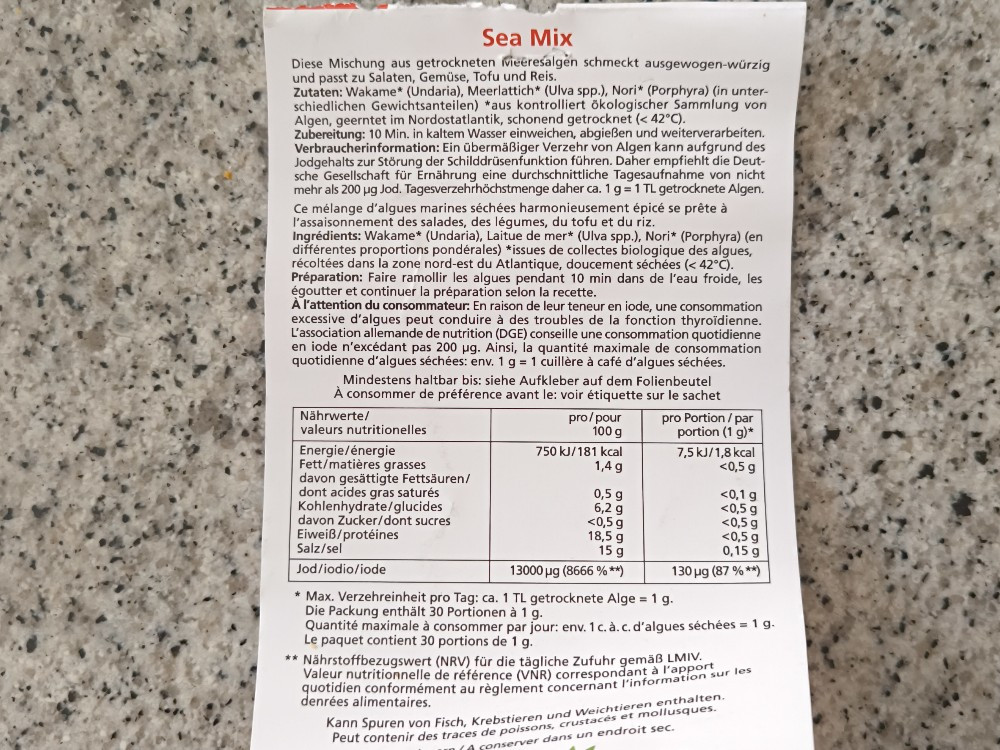 Sea Mix
Diese Mischung aus getrockneten Meeresalgen schmeckt ausgewogen-würzig
und passt zu Salaten, Gemüse, Tofu und Reis.
Zutaten: Wakame* (Undaria), Meerlattich* (Ulva spp.), Nori* (Porphyra) (in unter-
schiedlichen Gewichtsanteilen) *aus kontrolliert ökologischer Sammlung von
Algen, geerntet im Nordostatlantik, schonend getrocknet (< 42°C).
Zubereitung: 10 Min. in kaltem Wasser einweichen, abgießen und weiterverarbeiten.
Verbraucherinformation: Ein übermäßiger Verzehr von Algen kann aufgrund des
Jodgehalts zur Störung der Schilddrüsenfunktion führen. Daher empfiehlt die Deut-
sche Gesellschaft für Ernährung eine durchschnittliche Tagesaufnahme von nicht
mehr als 200 µg Jod. Tagesverzehrhöchstmenge daher ca. 1 g = 1 TL getrocknete Algen.
Ce mélange d'algues marines séchées harmonieusement épicé se prête à
l'assaisonnement des salades, des légumes, du tofu et du riz.
Ingrédients: Wakame* (Undaria), Laitue de mer* (Ulva spp.), Nori* (Porphyra) (en
différentes proportions pondérales) *issues de collectes biologique des algues,
récoltées dans la zone nord-est du Atlantique, doucement séchées (< 42°C).
Préparation: Faire ramollir les algues pendant 10 min dans de l'eau froide, les
égoutter et continuer la préparation selon la recette.
À l'attention du consommateur: En raison de leur teneur en iode, une consommation
excessive d'algues peut conduire à des troubles de la fonction thyroïdienne.
L'association allemande de nutrition (DGE) conseille une consommation quotidienne
en iode n'excédant pas 200 µg. Ainsi, la quantité maximale de consommation
quotidienne d'algues séchées: env. 1 g = 1 cuillère à café d'algues séchées.
Mindestens haltbar bis: siehe Aufkleber auf dem Folienbeutel
À consommer de préférence avant le: voir étiquette sur le sachet
Nährwerte/ pro/pour pro Portion / par
valeurs nutritionelles 100 g portion (1 g)*
Energie/énergie 750 kJ/181 kcal 7,5 kJ/1,8 kcal
Fett/matières grasses 1,4 g <0,5 g
davon gesättigte Fettsäuren/
dont acides gras saturés 0,5 g <0,1 g
Kohlenhydrate/glucides 6,2 g <0,5 g
davon Zucker/dont sucres <0,5 g <0,5 g
Eiweiß/protéines 18,5 g <0,5 g
Salz/sel 15 g 0,15 g
Jod/iodio/iode 13000 µg (8666 %**) 130 µg (87 %**)
* Max. Verzehreinheit pro Tag: ca. 1 TL getrocknete Alge = 1 g.
Die Packung enthält 30 Portionen à 1 g.
Quantité maximale à consommer par jour: env. 1 c. à. c. d'algues séchées = 1 g.
Le paquet contient 30 portions de 1 g.
** Nährstoffbezugswert (NRV) für die tägliche Zufuhr gemäß LMIV.
Valeur nutritionnelle de référence (VNR) correspondant à l'apport
quotidien conformément au règlement concernant l'information sur les
denrées alimentaires.
Kann Spuren von Fisch, Krebstieren und Weichtieren enthalten.
Peut contenir des traces de poissons, crustacés et mollusques.
/ A conserver dans un endroit sec.